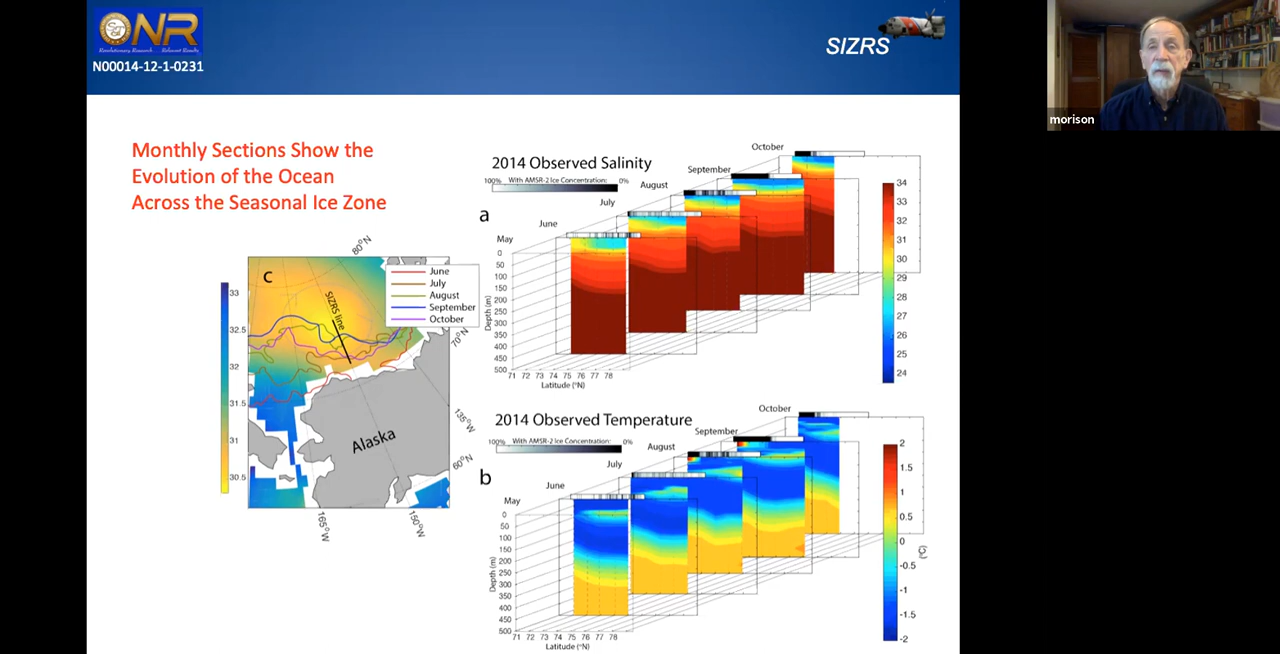 ONR
Revolutionary Research . . . Relevant Results
N00014-12-1-0231
SIZRS
morison
Monthly Sections Show the
Evolution of the Ocean
Across the Seasonal Ice Zone
2014 Observed Salinity
100% With AMSR-2 Ice Concentration: 0%
a
May
June
July
August
September
October
0
50
100
150
200
250
300
350
400
450
500
Depth (m)
71 72 73 74 75 76 77 78
Latitude (°N)
34
33
32
31
30
29
28
27
26
25
24
c
80°N
70°N
60°N
135°W
150°W
165°W
SIZRS line
Alaska
June
July
August
September
October
33
32.5
32
31.5
31
30.5
2014 Observed Temperature
100% With AMSR-2 Ice Concentration: 0%
b
May
June
July
August
September
October
0
50
100
150
200
250
300
350
400
450
500
Depth (m)
71 72 73 74 75 76 77 78
Latitude (°N)
2
1.5
1
0.5
0
-0.5
-1
-1.5
-2
(°C)